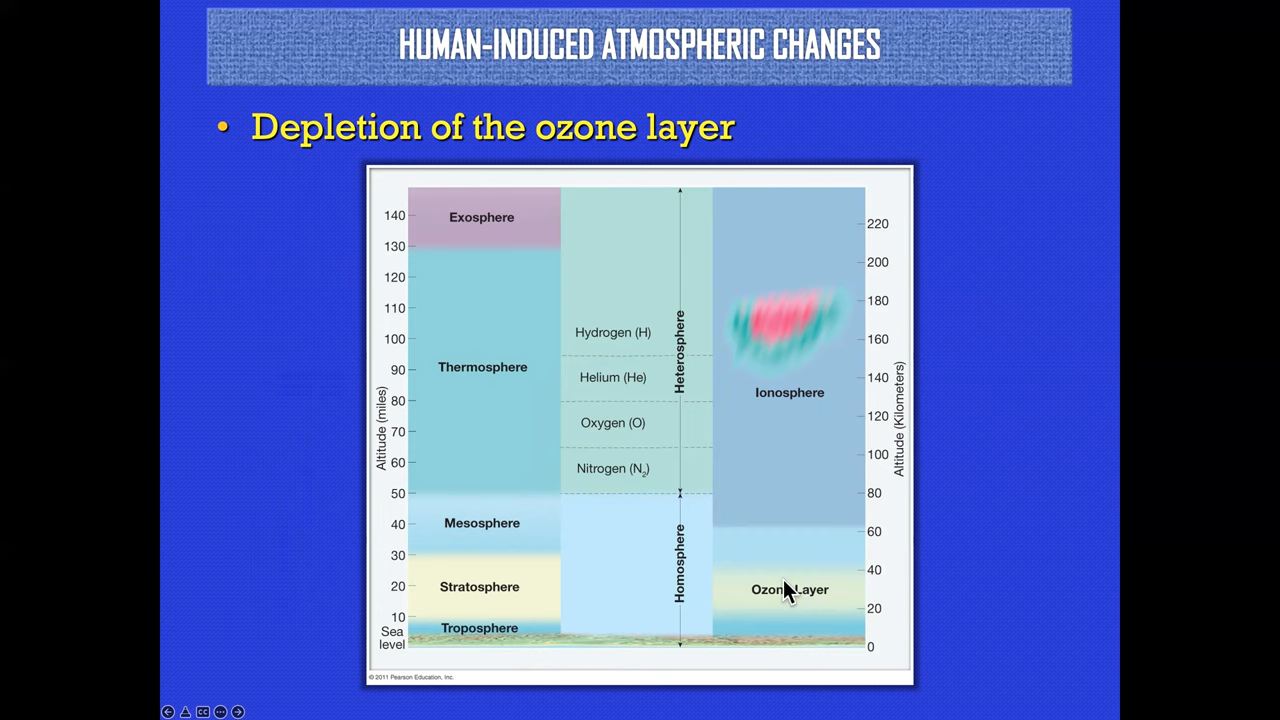 HUMAN-INDUCED ATMOSPHERIC CHANGES
• Depletion of the ozone layer
Altitude (miles)
140
130
120
110
100
90
80
70
60
50
40
30
20
10
Sea
level
Exosphere
Thermosphere
Mesosphere
Stratosphere
Troposphere
Hydrogen (H)
Helium (He)
Oxygen (O)
Nitrogen (N₂)
Heterosphere
Homosphere
Ionosphere
Ozone Layer
220
200
180
160
140
120
100
80
60
40
20
0
Altitude (Kilometers)
© 2011 Pearson Education, Inc.
CC